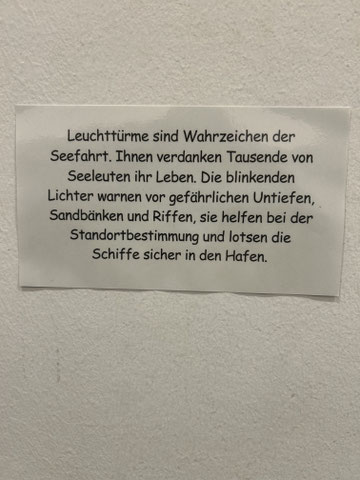 Leuchttürme sind Wahrzeichen der
Seefahrt. Ihnen verdanken Tausende von
Seeleuten ihr Leben. Die blinkenden
Lichter warnen vor gefährlichen Untiefen,
Sandbänken und Riffen, sie helfen bei der
Standortbestimmung und lotsen die
Schiffe sicher in den Hafen.